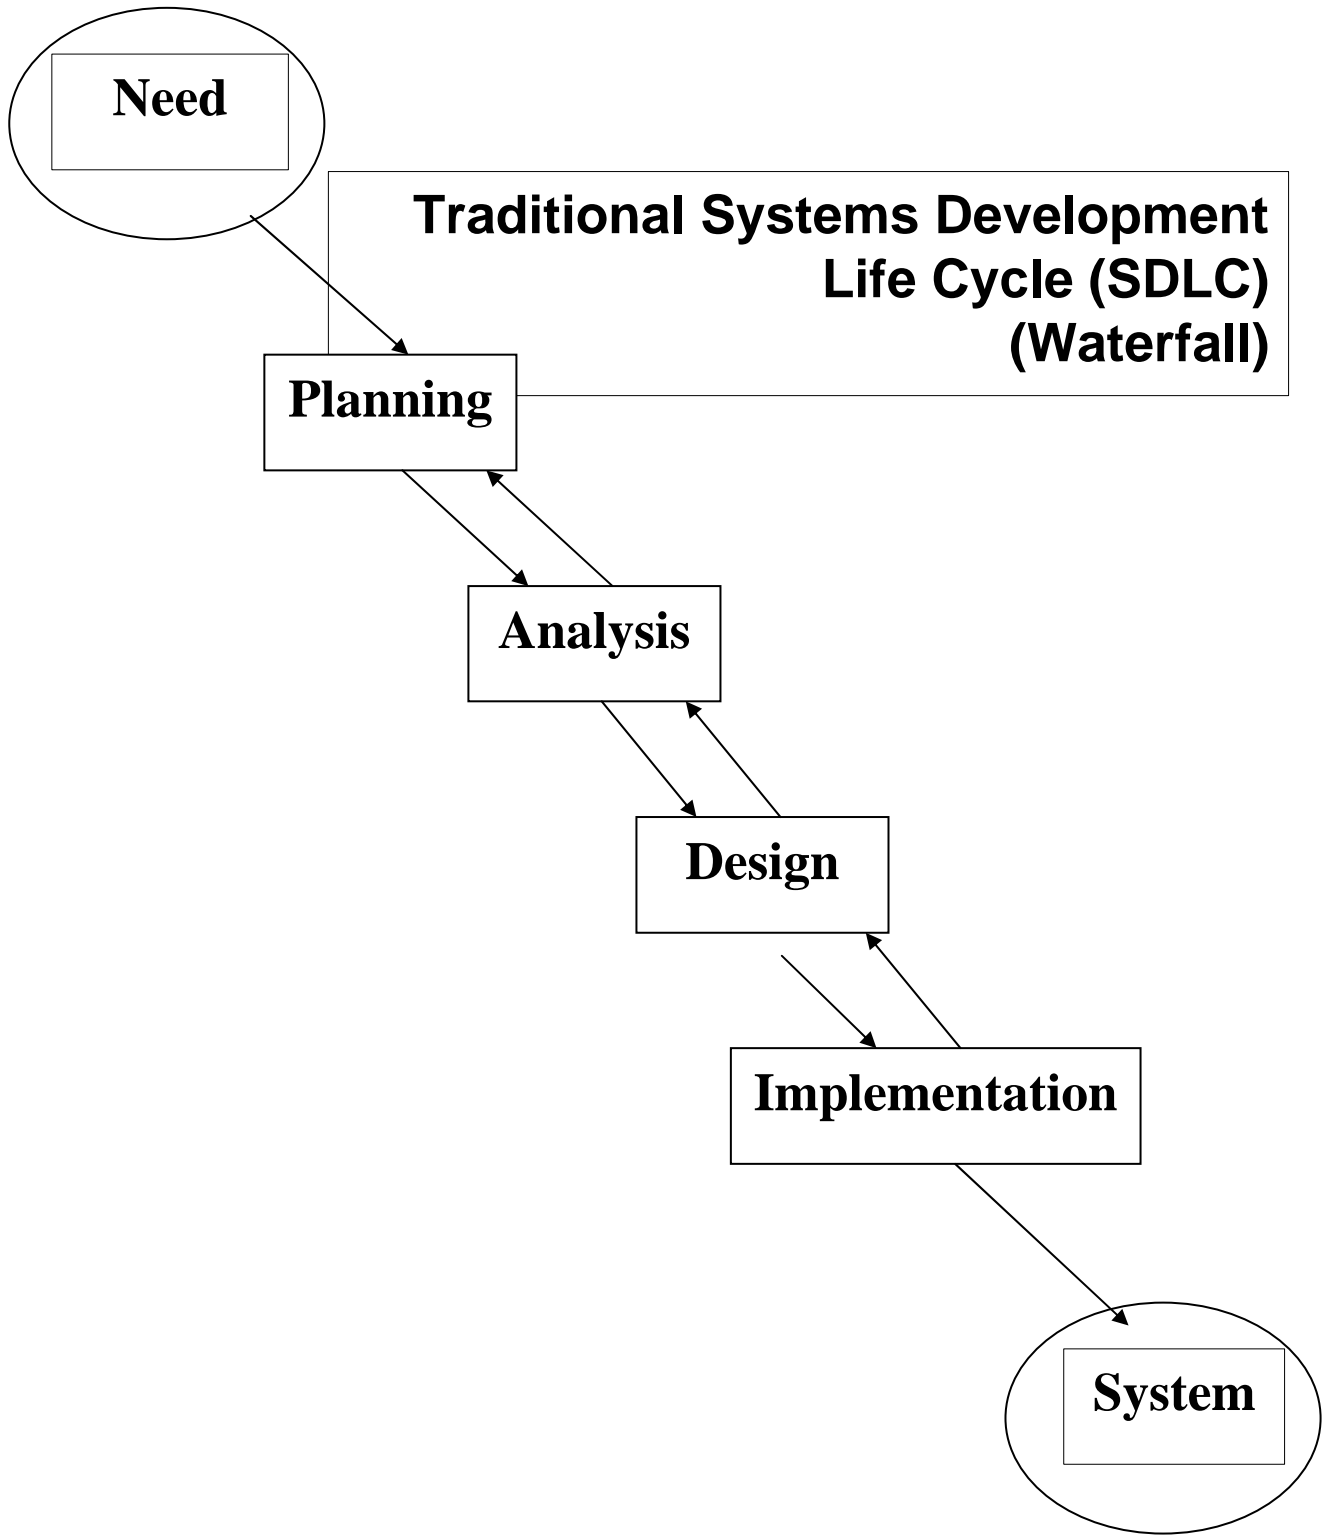 Need
Traditional Systems Development
Life Cycle (SDLC)
(Waterfall)
Planning
Analysis
Design
Implementation
System